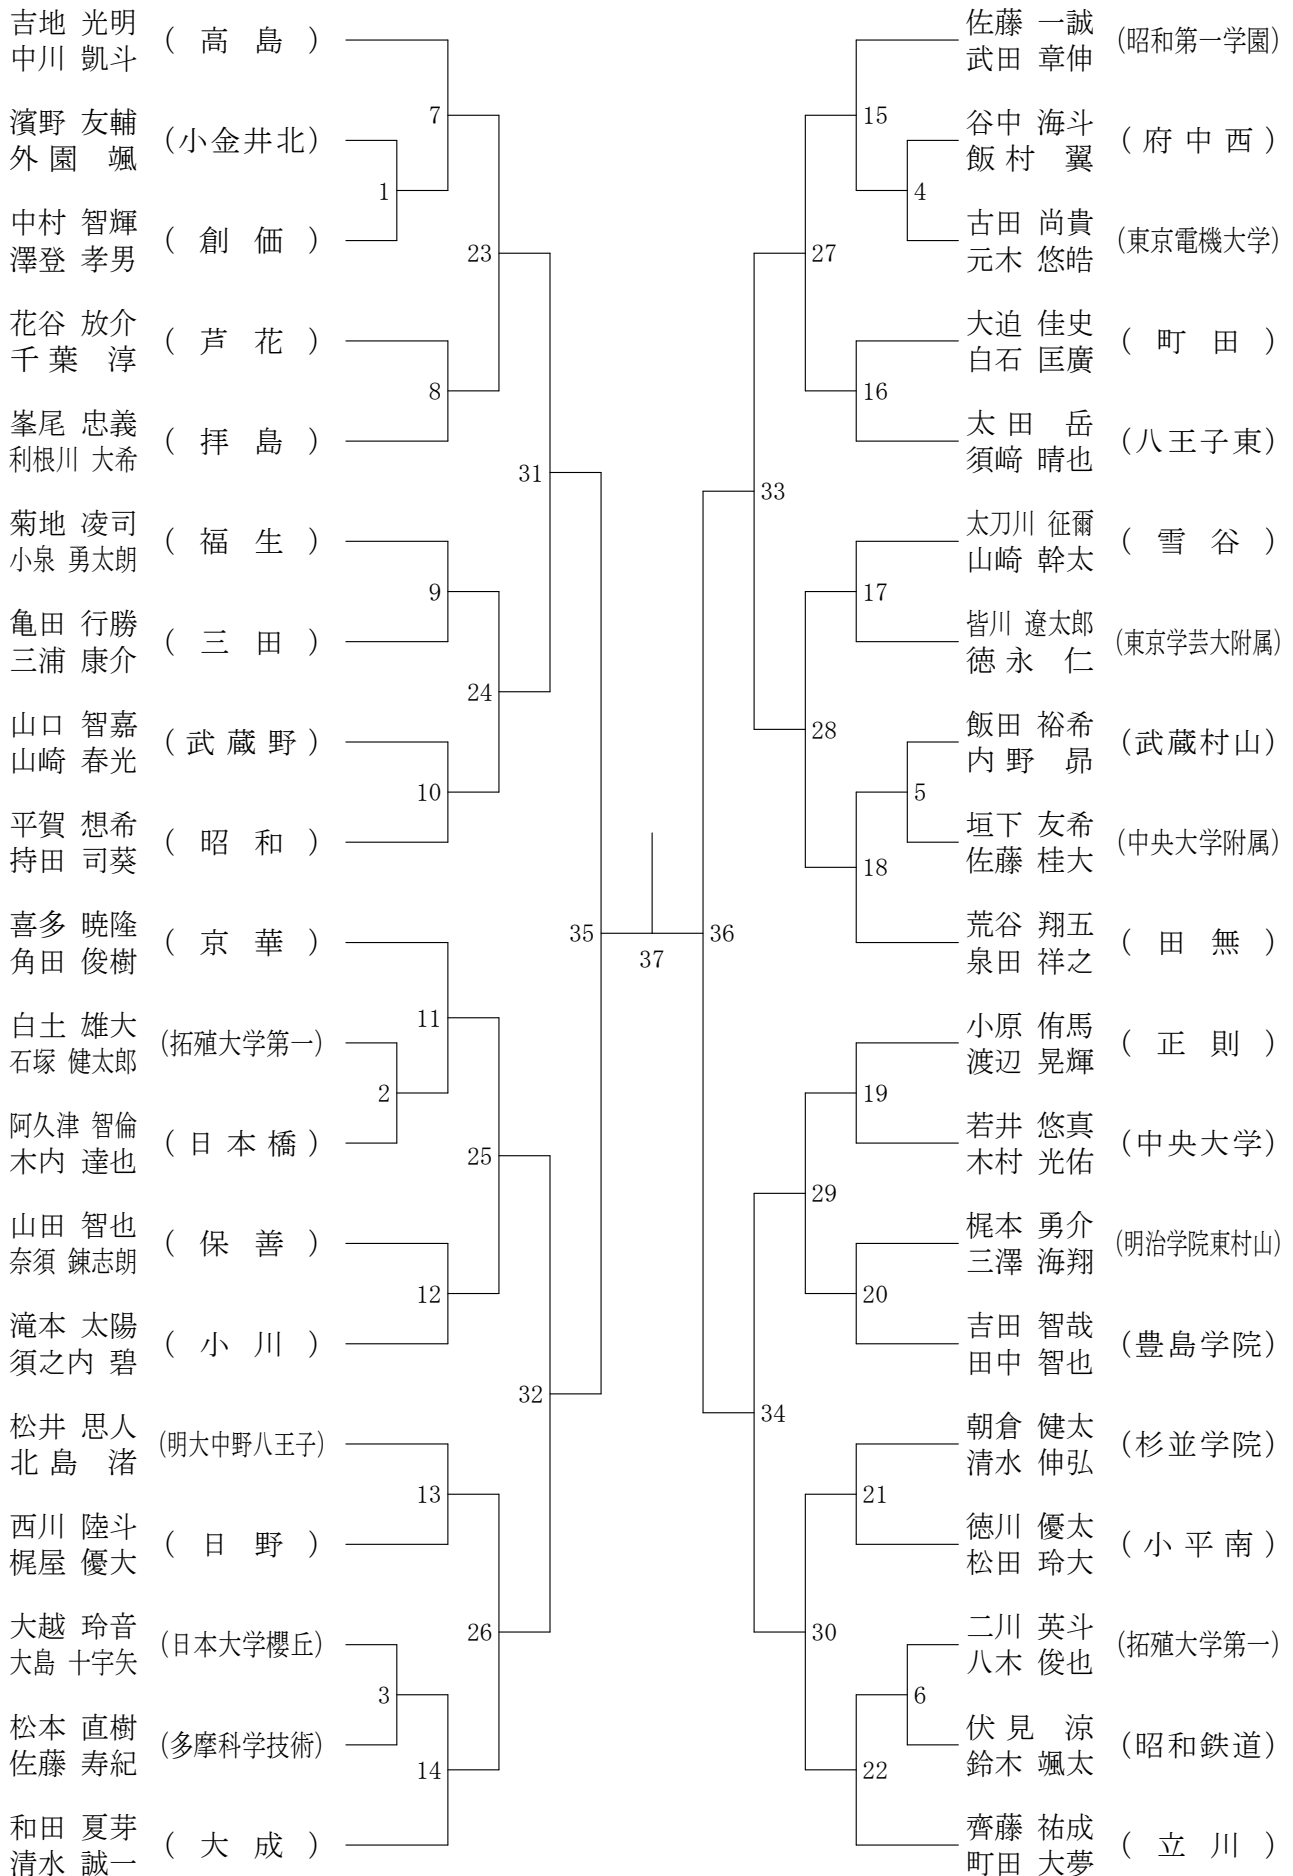 吉地 光明
中川 凱斗
( 高 島 )
濱野 友輔
外園 颯
(小金井北)
中村 智輝
澤登 孝男
( 創 価 )
花谷 放介
千葉 淳
( 芦 花 )
峯尾 忠義
利根川 大希
( 拝 島 )
菊地 凌司
小泉 勇太朗
( 福 生 )
亀田 行勝
三浦 康介
( 三 田 )
山口 智嘉
山崎 春光
( 武 蔵 野 )
平賀 想希
持田 司葵
( 昭 和 )
喜多 暁隆
角田 俊樹
( 京 華 )
白土 雄大
石塚 健太郎
(拓殖大学第一)
阿久津 智倫
木内 達也
( 日 本 橋 )
山田 智也
奈須 錬志朗
( 保 善 )
滝本 太陽
須之内 碧
( 小 川 )
松井 思人
北島 渚
(明大中野八王子)
西川 陸斗
梶屋 優大
( 日 野 )
大越 玲音
大島 十宇矢
(日本大学櫻丘)
松本 直樹
佐藤 寿紀
(多摩科学技術)
和田 夏芽
清水 誠一
( 大 成 )
7
1
23
8
31
9
24
10
35
11
2
25
12
32
13
26
3
14
37
36
15
4
27
16
33
17
28
5
18
19
29
20
34
21
30
6
22
佐藤 一誠
武田 章伸
(昭和第一学園)
谷中 海斗
飯村 翼
( 府 中 西 )
古田 尚貴
元木 悠皓
(東京電機大学)
大迫 佳史
白石 匡廣
( 町 田 )
太田 岳
須﨑 晴也
(八王子東)
太刀川 征爾
山崎 幹太
( 雪 谷 )
皆川 遼太郎
徳永 仁
(東京学芸大附属)
飯田 裕希
内野 昴
(武蔵村山)
垣下 友希
佐藤 桂大
(中央大学附属)
荒谷 翔五
泉田 祥之
( 田 無 )
小原 侑馬
渡辺 晃輝
( 正 則 )
若井 悠真
木村 光佑
(中央大学)
梶本 勇介
三澤 海翔
(明治学院東村山)
吉田 智哉
田中 智也
(豊島学院)
朝倉 健太
清水 伸弘
(杉並学院)
徳川 優太
松田 玲大
( 小 平 南 )
二川 英斗
八木 俊也
(拓殖大学第一)
伏見 涼
鈴木 颯太
(昭和鉄道)
齊藤 祐成
町田 大夢
( 立 川 )